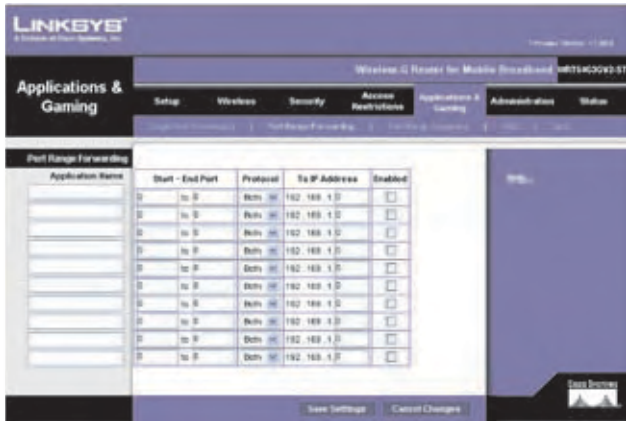 LINKSYS®
A Division of Cisco Systems, Inc.
Wireless-G Router for Mobile Broadband WRT54G3GV2-ST
Applications & Gaming
Setup Wireless Security Access Restrictions Applications & Gaming Administration Status
Port Range Forwarding
Port Range Forwarding
Application Name Start - End Port Protocol To IP Address Enabled
0 to 0 Both 192 . 168 . 1 . 0
0 to 0 Both 192 . 168 . 1 . 0
0 to 0 Both 192 . 168 . 1 . 0
0 to 0 Both 192 . 168 . 1 . 0
0 to 0 Both 192 . 168 . 1 . 0
0 to 0 Both 192 . 168 . 1 . 0
0 to 0 Both 192 . 168 . 1 . 0
0 to 0 Both 192 . 168 . 1 . 0
0 to 0 Both 192 . 168 . 1 . 0
0 to 0 Both 192 . 168 . 1 . 0
Save Settings Cancel Changes
Cisco Systems